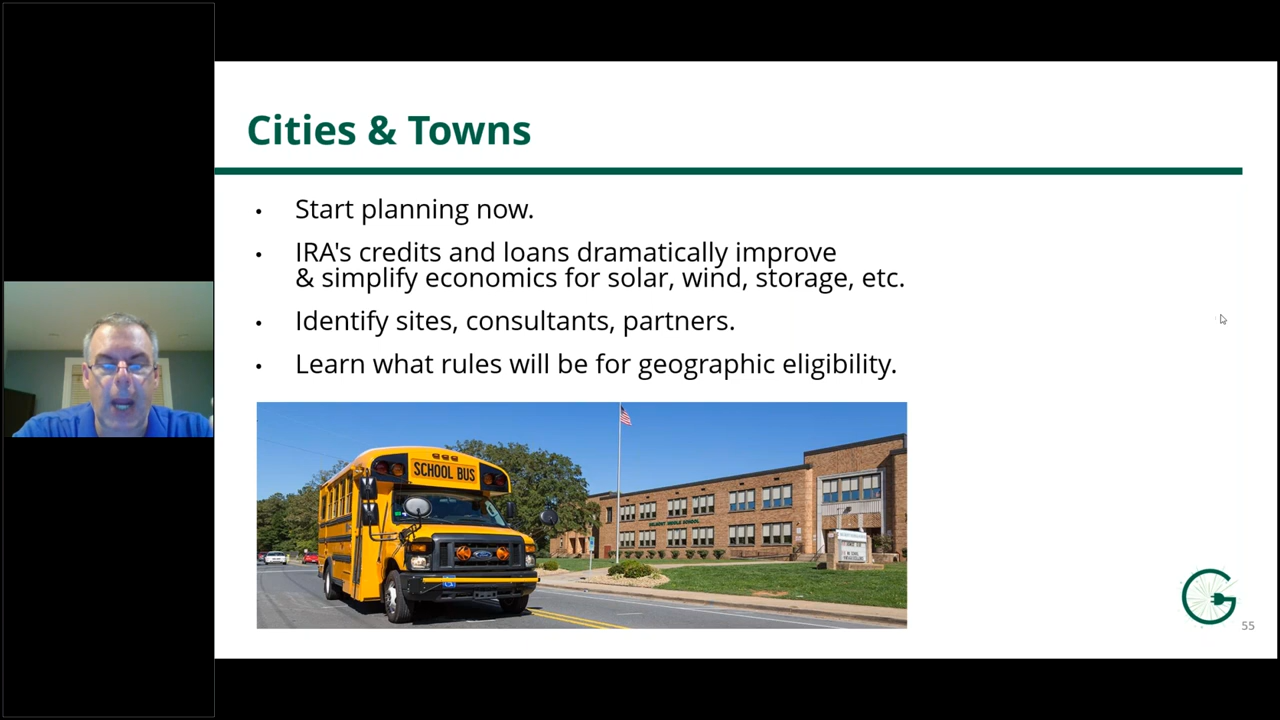 Cities & Towns
• Start planning now.
• IRA's credits and loans dramatically improve
& simplify economics for solar, wind, storage, etc.
• Identify sites, consultants, partners.
• Learn what rules will be for geographic eligibility.
SCHOOL BUS
55